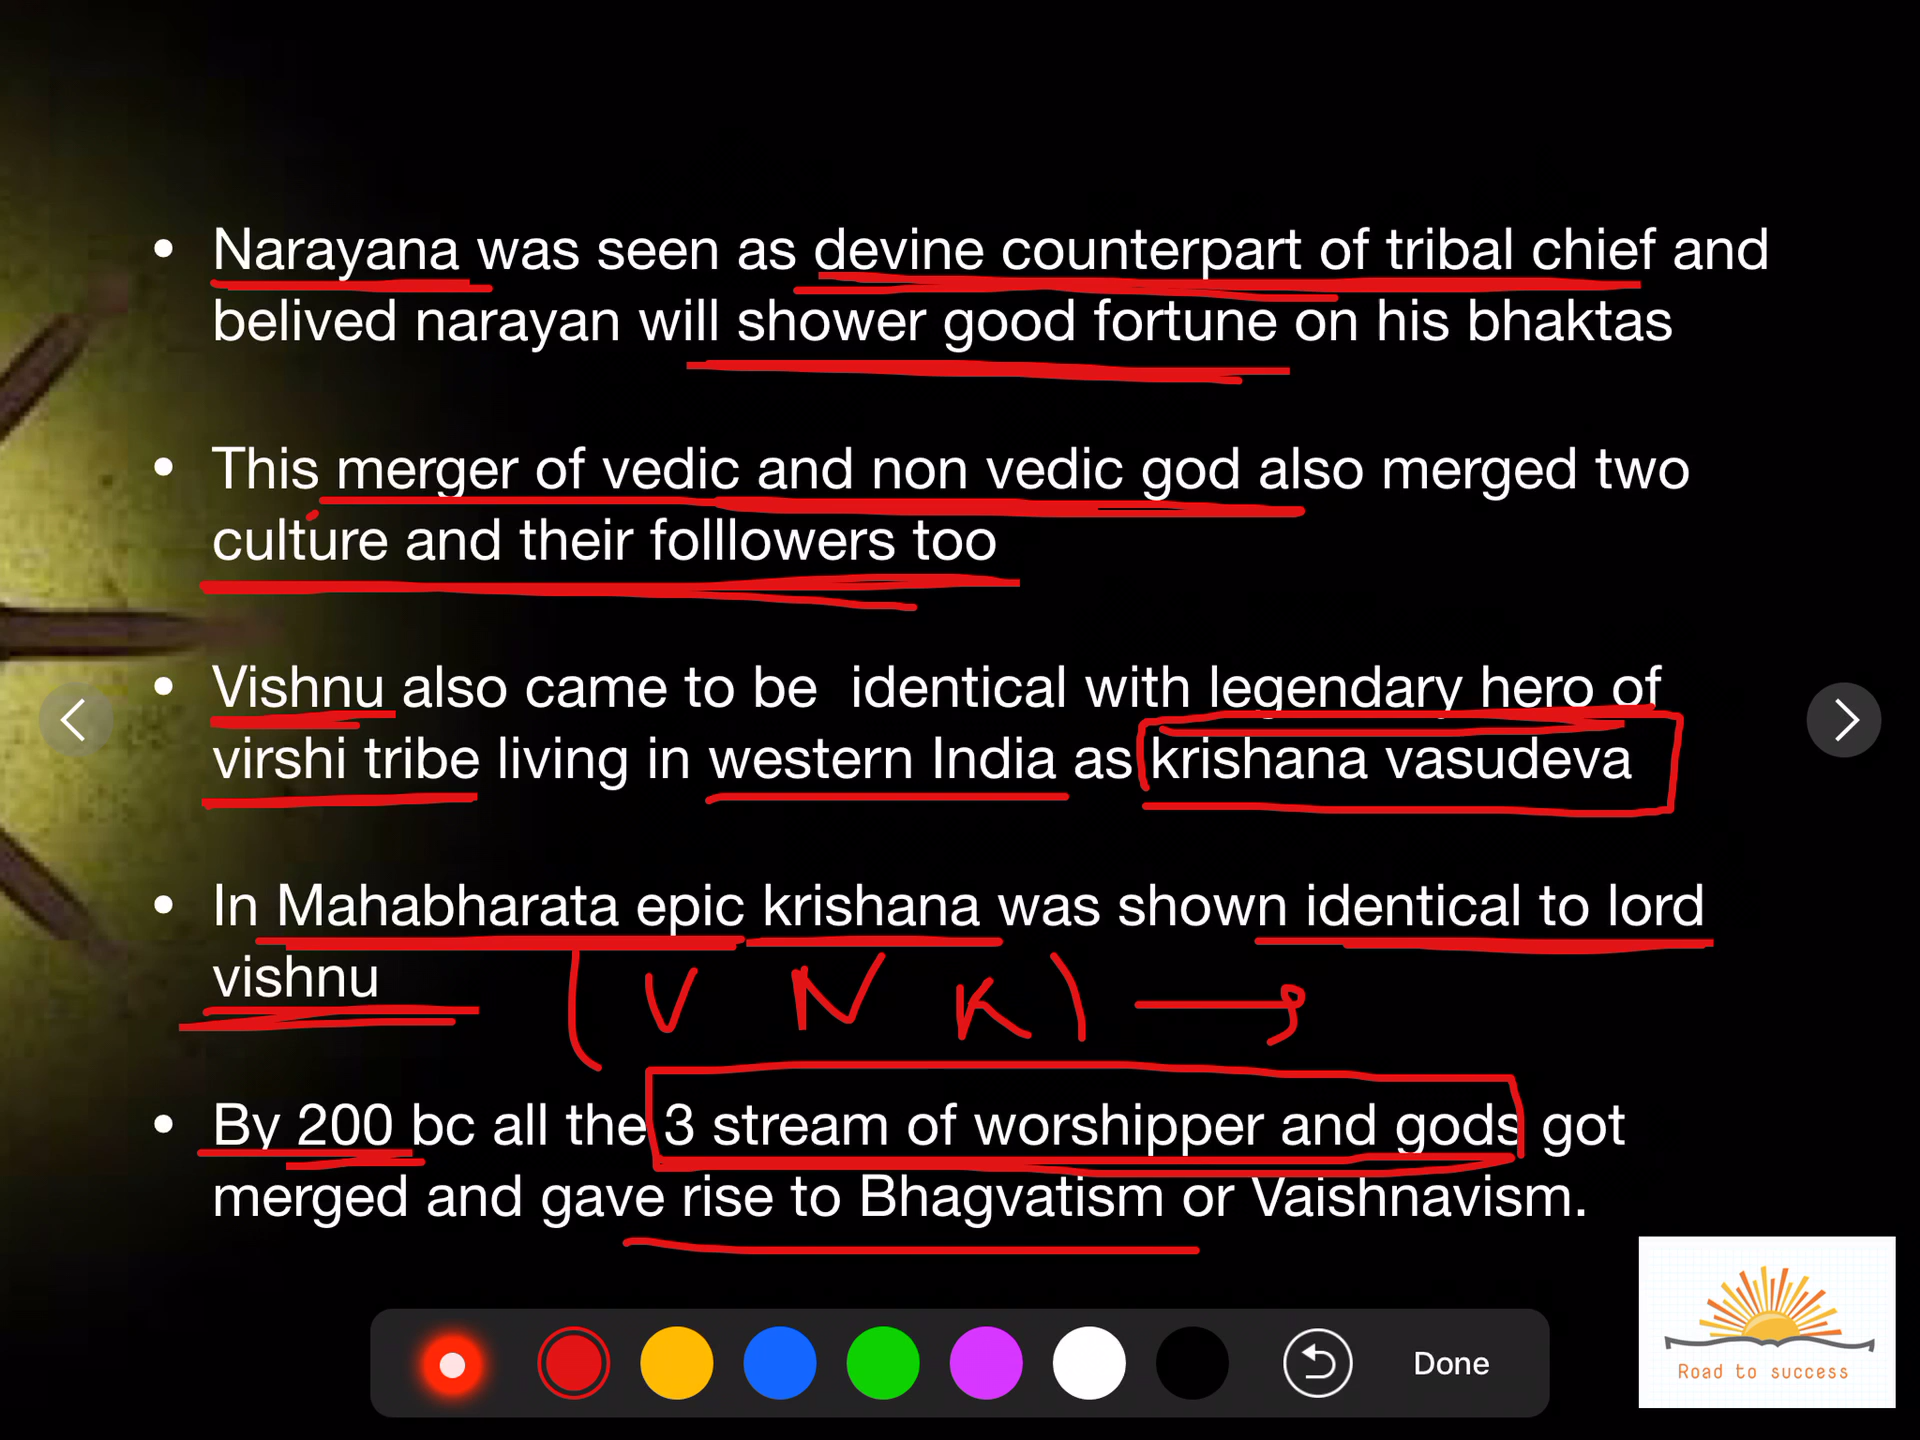 • Narayana was seen as devine counterpart of tribal chief and
belived narayan will shower good fortune on his bhaktas
• This merger of vedic and non vedic god also merged two
culture and their folllowers too
• Vishnu also came to be identical with legendary hero of
virshi tribe living in western India as krishana vasudeva
• In Mahabharata epic krishana was shown identical to lord
vishnu
( V N K )
• By 200 bc all the 3 stream of worshipper and gods got
merged and gave rise to Bhagvatism or Vaishnavism.
Done
Road to success